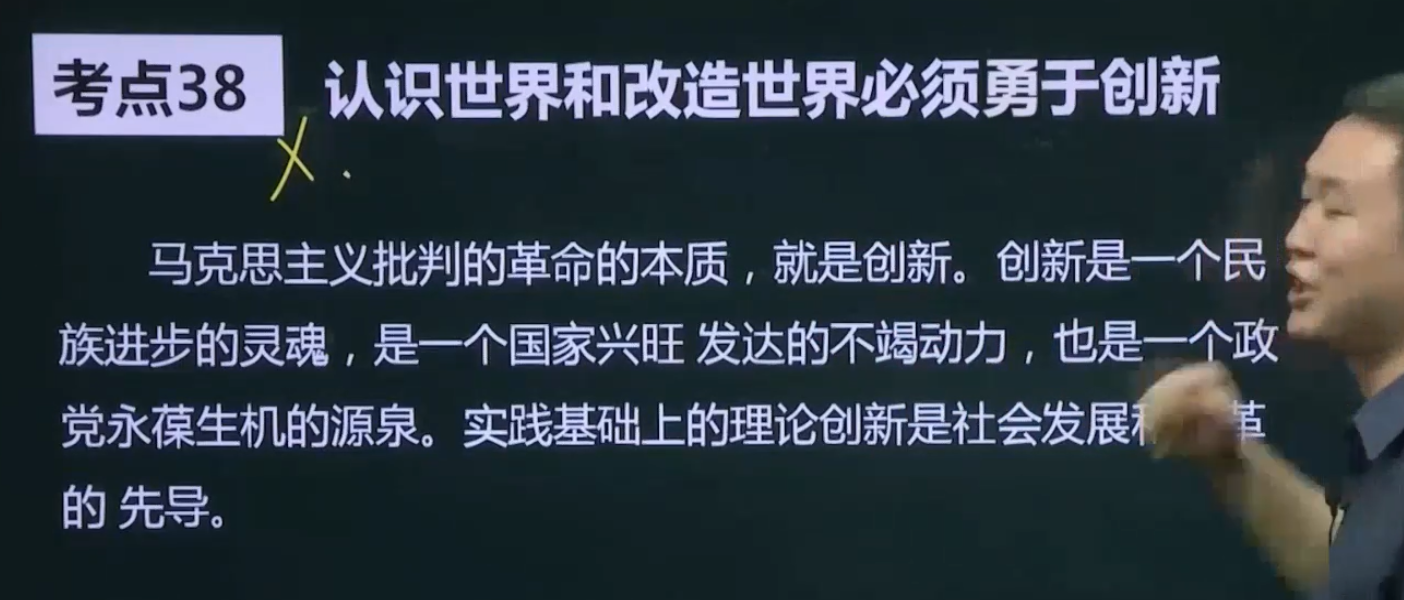 考点38 认识世界和改造世界必须勇于创新
X.
马克思主义批判的革命的本质，就是创新。创新是一个民
族进步的灵魂，是一个国家兴旺 发达的不竭动力，也是一个政
党永葆生机的源泉。实践基础上的理论创新是社会发展 革
的 先导。